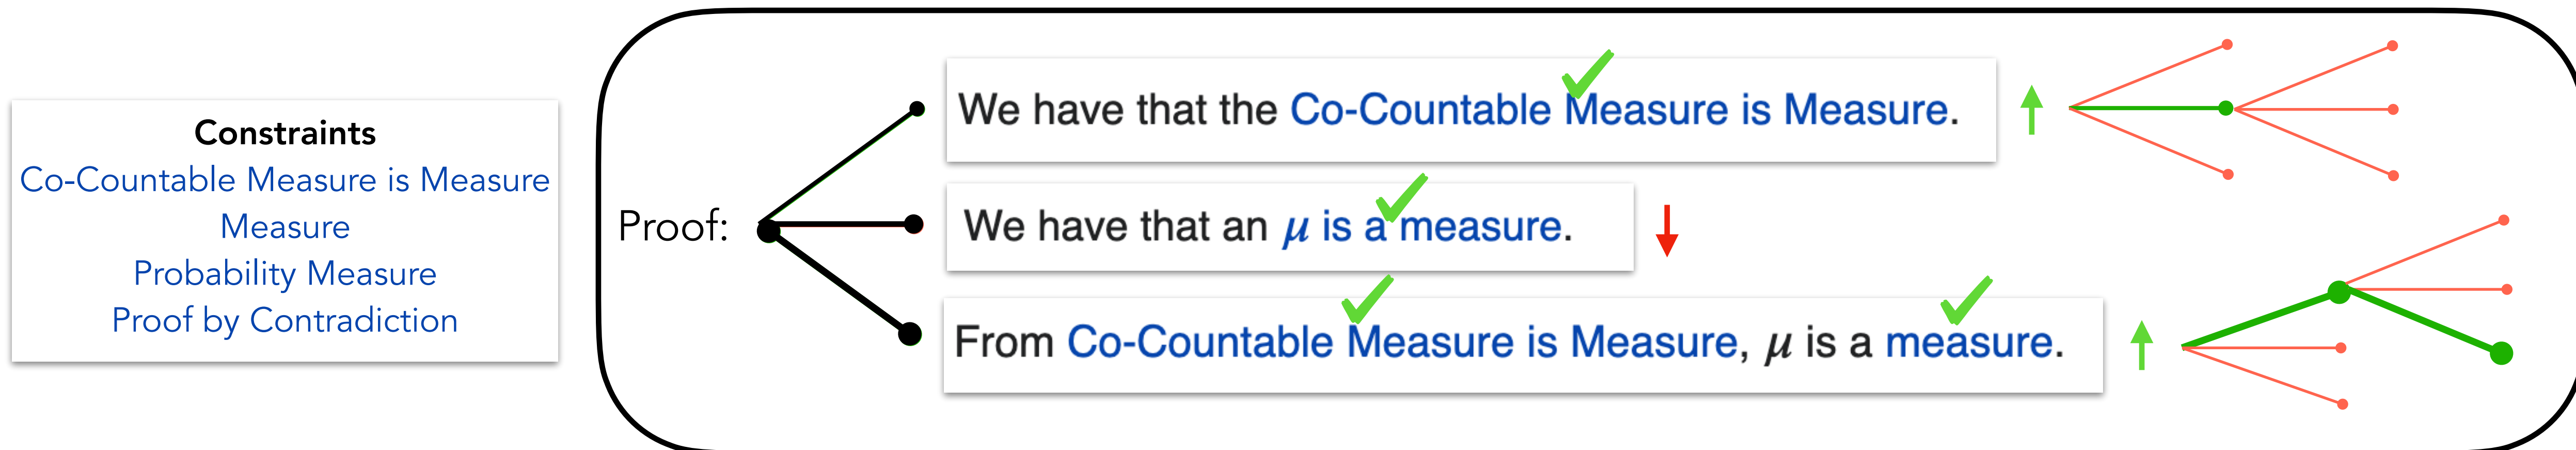 Constraints
Co-Countable Measure is Measure
Measure
Probability Measure
Proof by Contradiction
Proof:
We have that the Co-Countable Measure is Measure.
We have that an μ is a measure.
From Co-Countable Measure is Measure, μ is a measure.